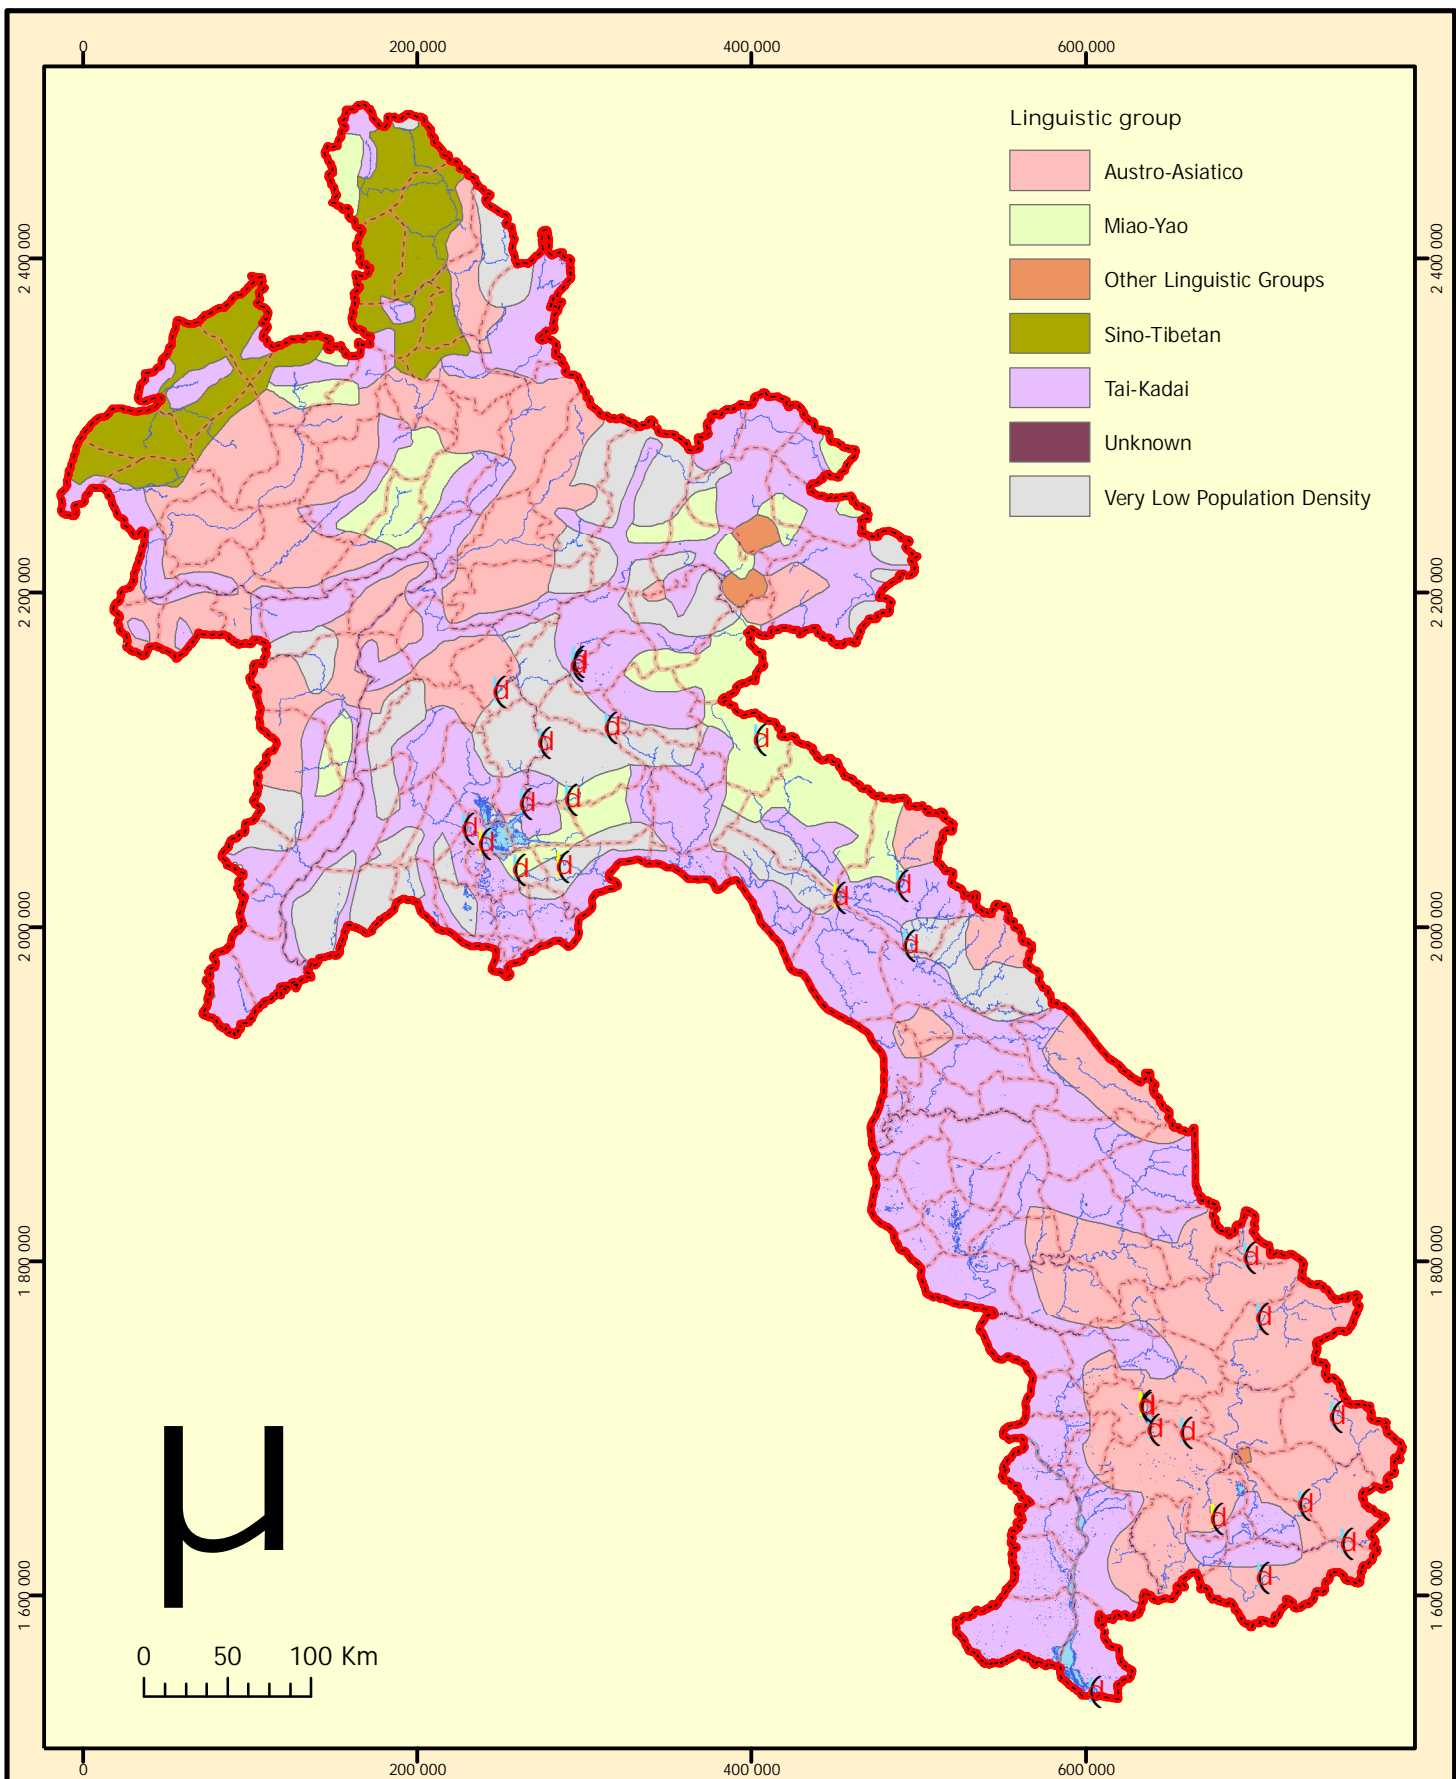 0 200 000 400 000 600 000
Linguistic group
Austro-Asiatico
Miao-Yao
Other Linguistic Groups
Sino-Tibetan
Tai-Kadai
Unknown
Very Low Population Density
2 400 000 2 400 000
2 200 000 2 200 000
d
d
d
d
d
d
d
d
d
d
d
d
d
2 000 000 2 000 000
d
1 800 000 1 800 000
d
d
d
d
d
d
d
d
d
d
1 600 000 1 600 000
d
µ
0 50 100 Km
0 200 000 400 000 600 000